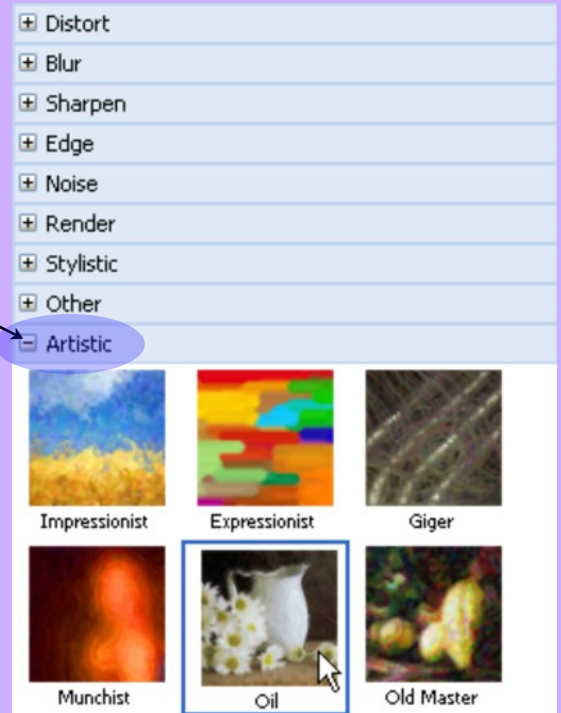 Distort
Blur
Sharpen
Edge
Noise
Render
Stylistic
Other
Artistic
Impressionist Expressionist Giger
Munchist Oil Old Master